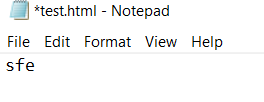 *test.html - Notepad
File Edit Format View Help
sfe